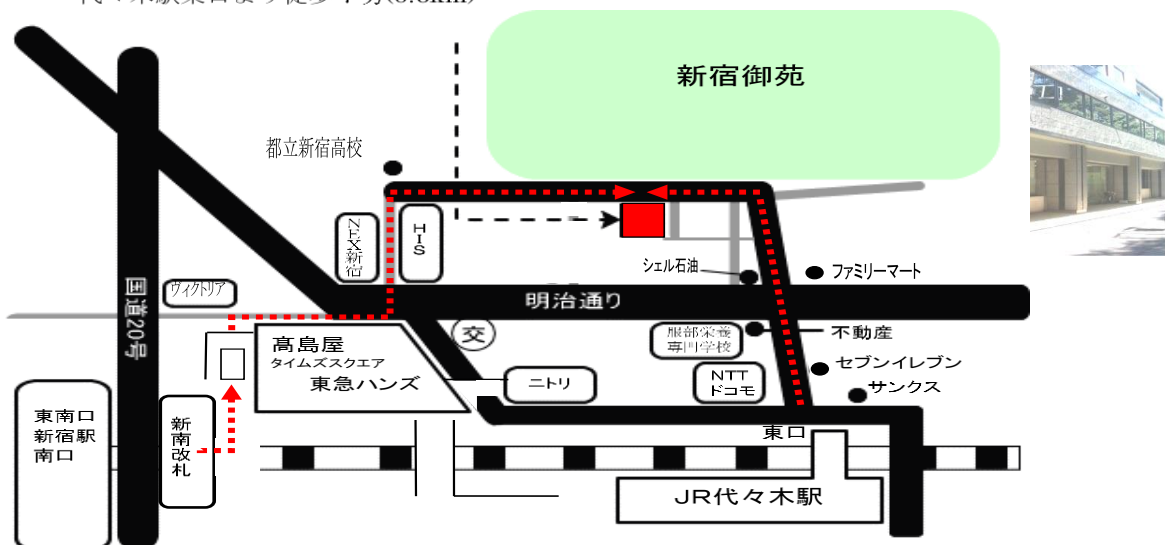 新宿御苑
都立新宿高校
NEX新宿
HIS
シェル石油
ファミリーマート
ヴィクトリア
国道20号
明治通り
交
服部栄養
専門学校
不動産
髙島屋
タイムズスクエア
東急ハンズ
ニトリ
NTT
ドコモ
セブンイレブン
サンクス
東南口
新宿駅
南口
新南改札
東口
JR代々木駅